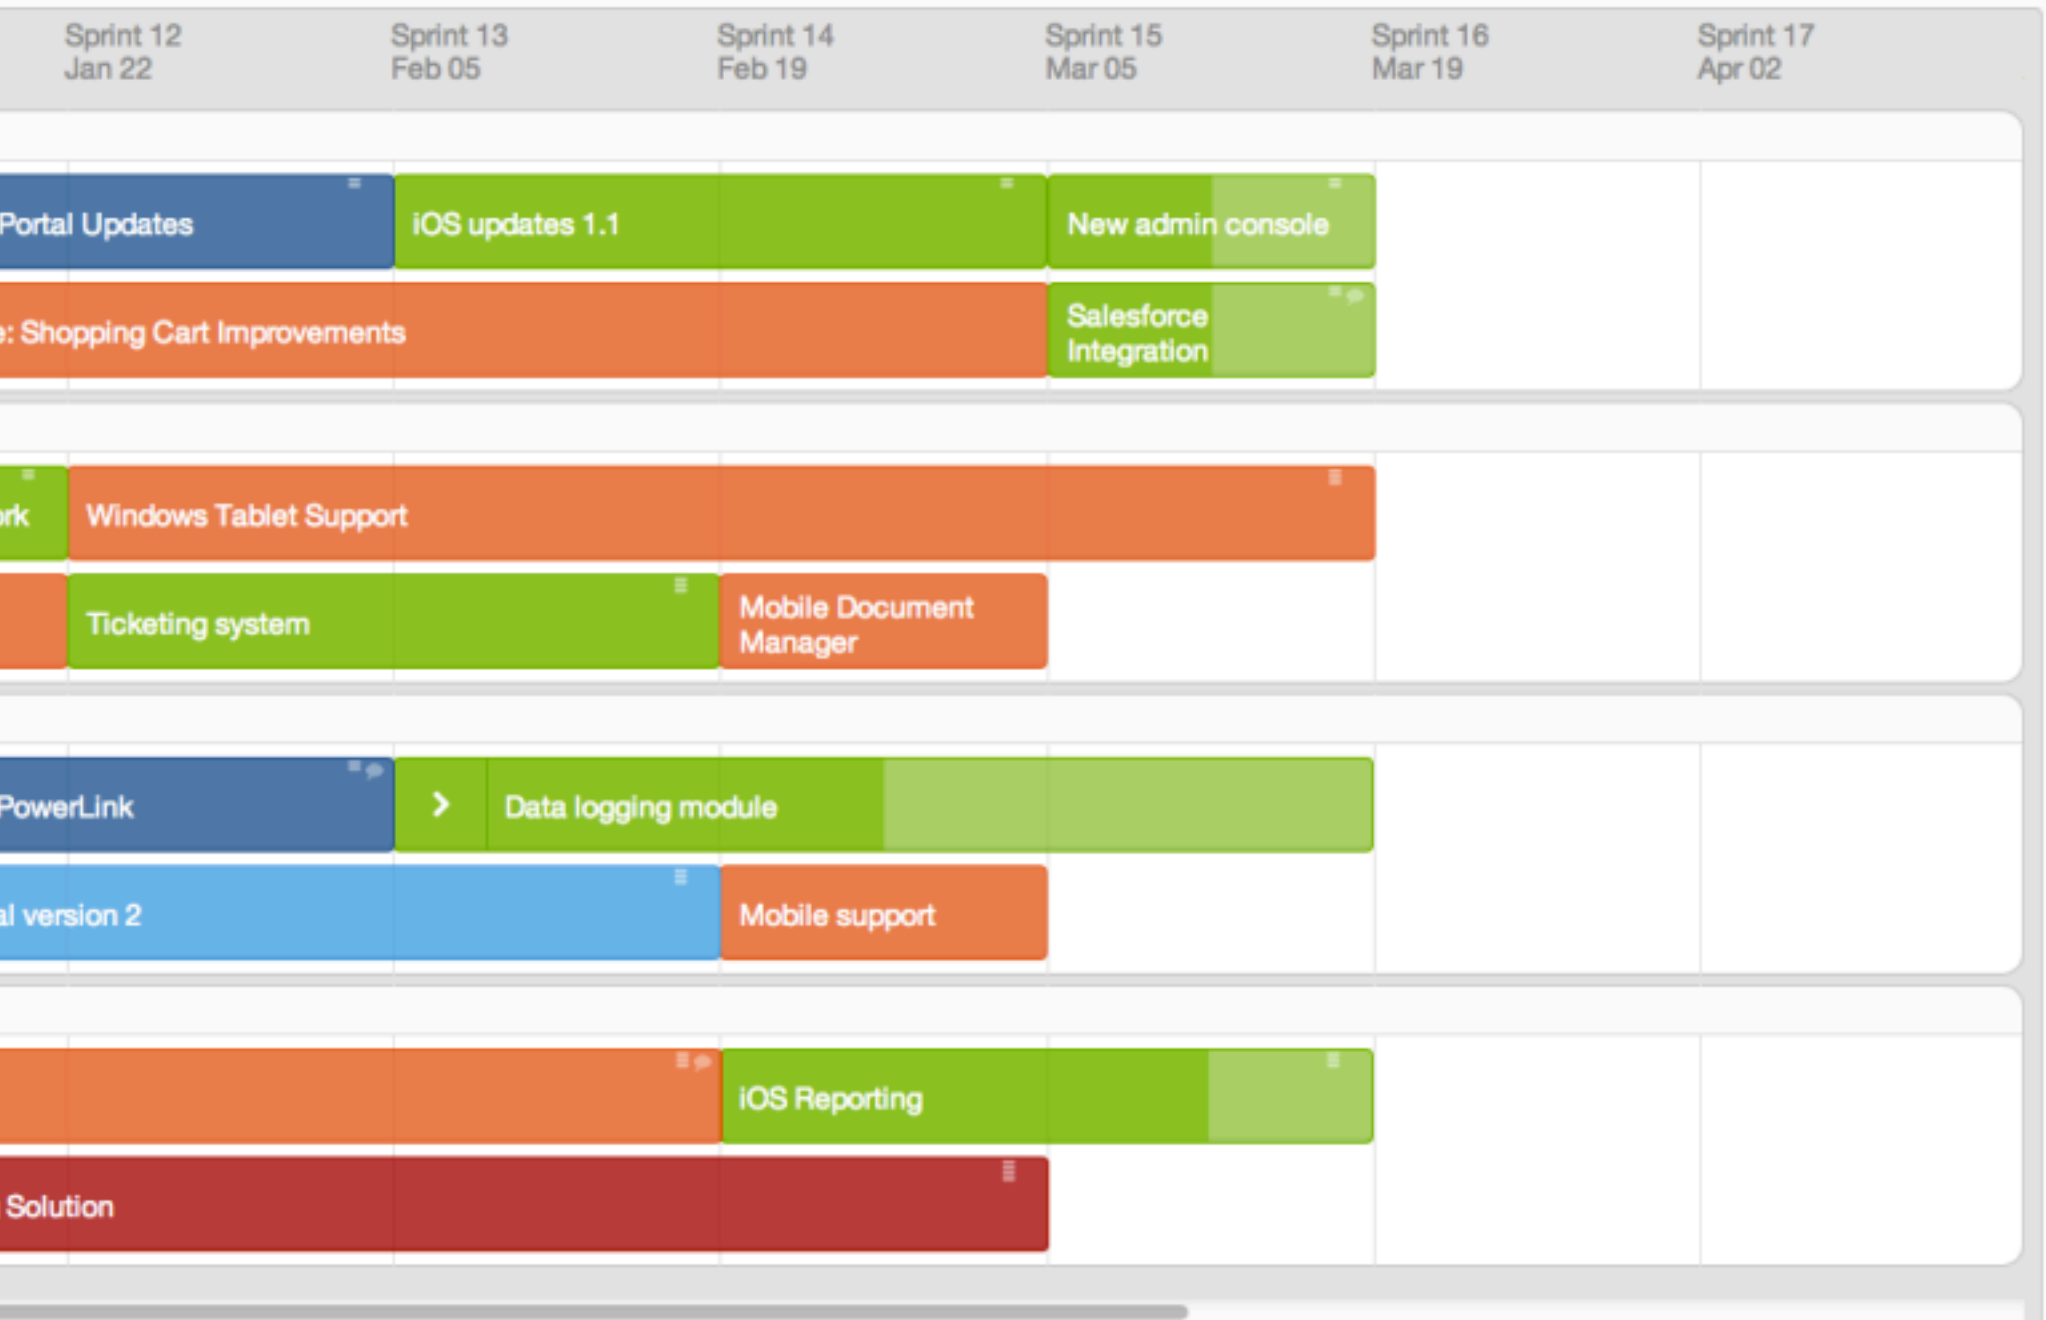 Sprint 12
Jan 22
Sprint 13
Feb 05
Sprint 14
Feb 19
Sprint 15
Mar 05
Sprint 16
Mar 19
Sprint 17
Apr 02
Portal Updates
iOS updates 1.1
New admin console
e: Shopping Cart Improvements
Salesforce
Integration
ork
Windows Tablet Support
Ticketing system
Mobile Document
Manager
PowerLink
Data logging module
al version 2
Mobile support
iOS Reporting
Solution